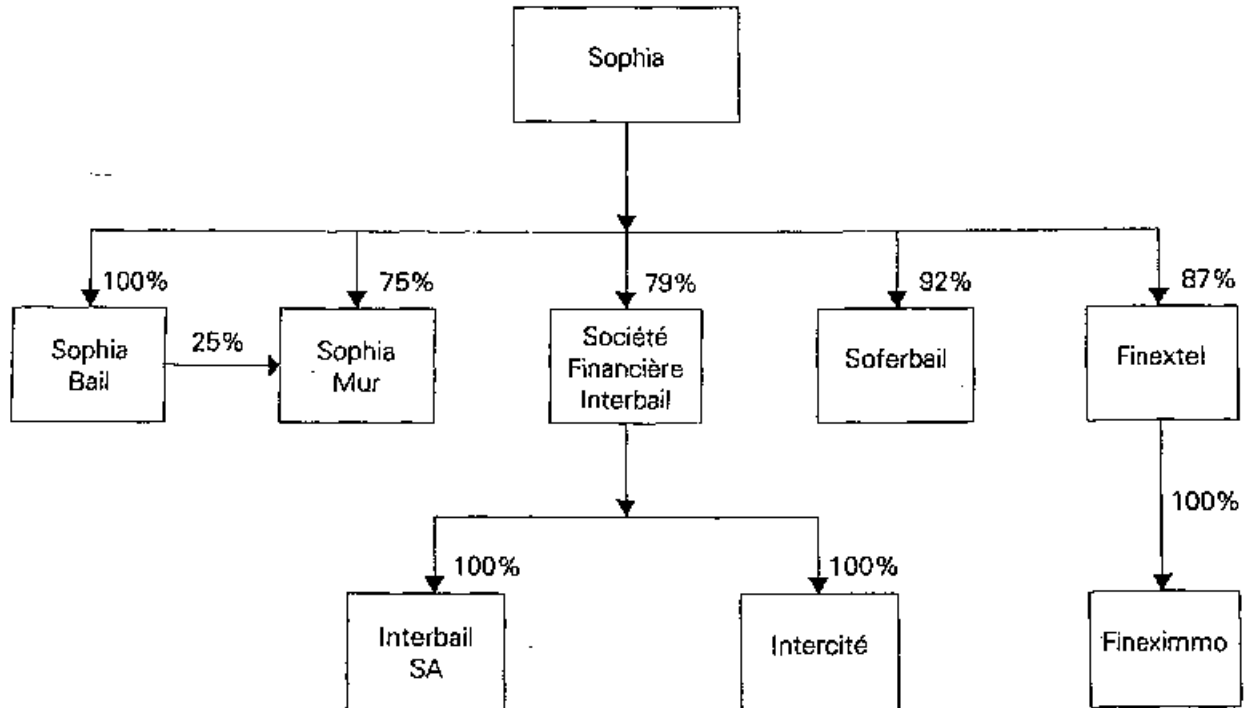 Sophia
100%
75%
79%
92%
87%
Sophia
Bail
25%
Sophia
Mur
Société
Financière
Interbail
Soferbail
Finextel
100%
100%
100%
Interbail
SA
Intercité
Fineximmo